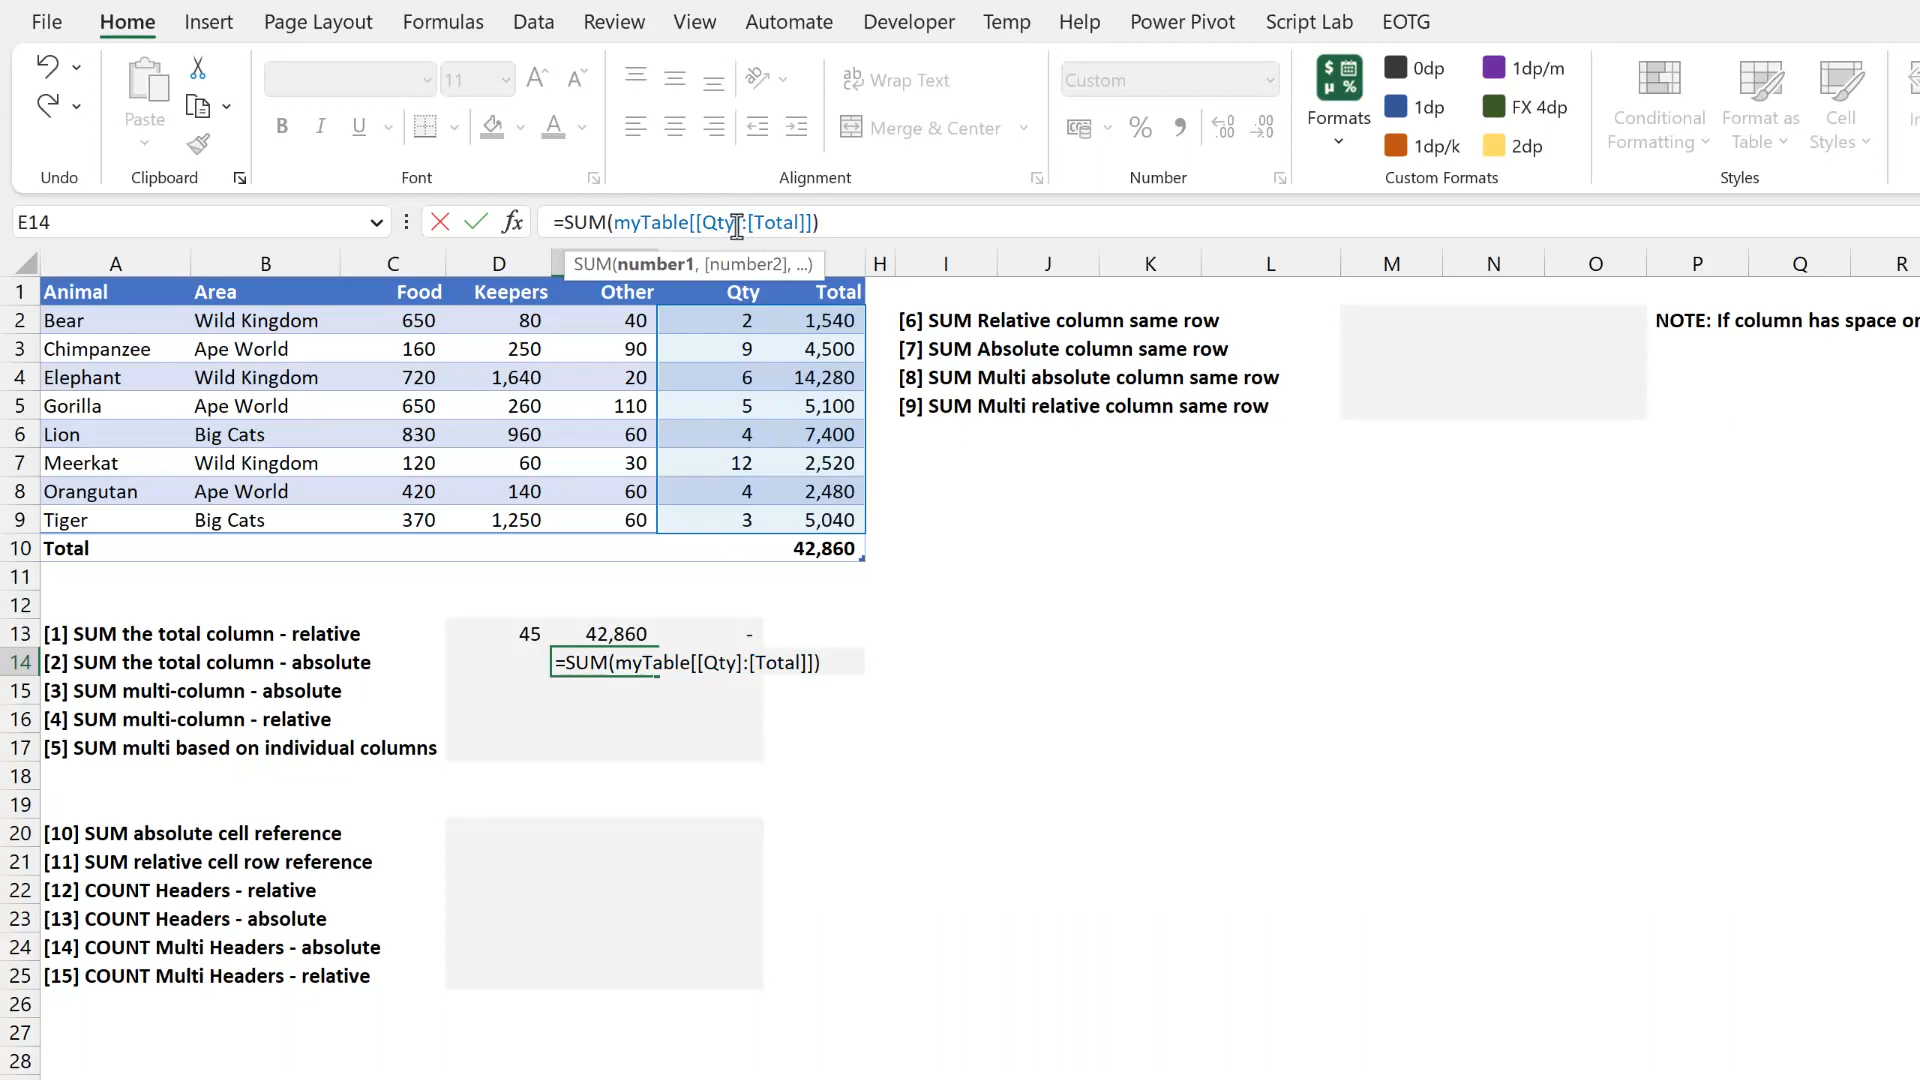 File Home Insert Page Layout Formulas Data Review View Automate Developer Temp Help Power Pivot Script Lab EOTG
Paste
11
B I U
ab Wrap Text
Merge & Center
Custom
Formats
0dp 1dp/m
1dp FX 4dp
1dp/k 2dp
Conditional Formatting
Format as Table
Cell Styles
Undo Clipboard Font Alignment Number Custom Formats Styles
E14 fx =SUM(myTable[[Qty]:[Total]])
SUM(number1, [number2], ...)
A B C D H I J K L M N O P Q R
1 Animal Area Food Keepers Other Qty Total
2 Bear Wild Kingdom 650 80 40 2 1,540 [6] SUM Relative column same row NOTE: If column has space
3 Chimpanzee Ape World 160 250 90 9 4,500 [7] SUM Absolute column same row
4 Elephant Wild Kingdom 720 1,640 20 6 14,280 [8] SUM Multi absolute column same row
5 Gorilla Ape World 650 260 110 5 5,100 [9] SUM Multi relative column same row
6 Lion Big Cats 830 960 60 4 7,400
7 Meerkat Wild Kingdom 120 60 30 12 2,520
8 Orangutan Ape World 420 140 60 4 2,480
9 Tiger Big Cats 370 1,250 60 3 5,040
10 Total 42,860
11
12
13 [1] SUM the total column - relative 45 42,860 -
14 [2] SUM the total column - absolute =SUM(myTable[[Qty]:[Total]])
15 [3] SUM multi-column - absolute
16 [4] SUM multi-column - relative
17 [5] SUM multi based on individual columns
18
19
20 [10] SUM absolute cell reference
21 [11] SUM relative cell row reference
22 [12] COUNT Headers - relative
23 [13] COUNT Headers - absolute
24 [14] COUNT Multi Headers - absolute
25 [15] COUNT Multi Headers - relative
26
27
28